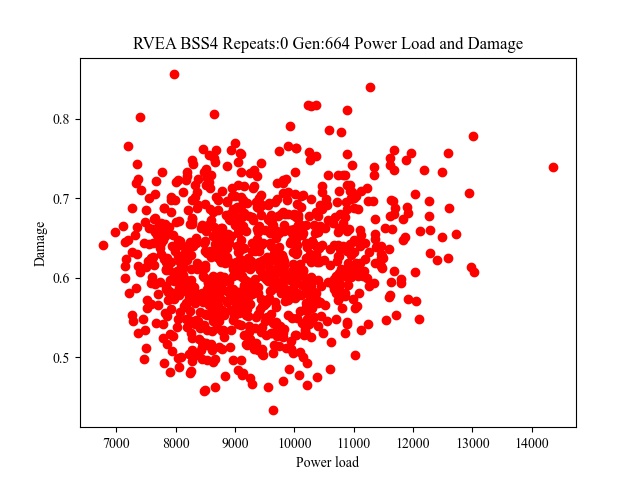 RVEA BSS4 Repeats:0 Gen:664 Power Load and Damage
0.8
0.7
0.6
0.5
Damage
7000 8000 9000 10000 11000 12000 13000 14000
Power load